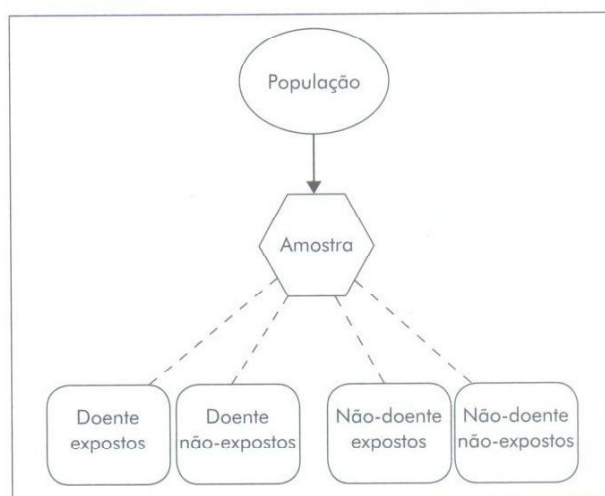 População
Amostra
Doente
expostos
Doente
não-expostos
Não-doente
expostos
Não-doente
não-expostos